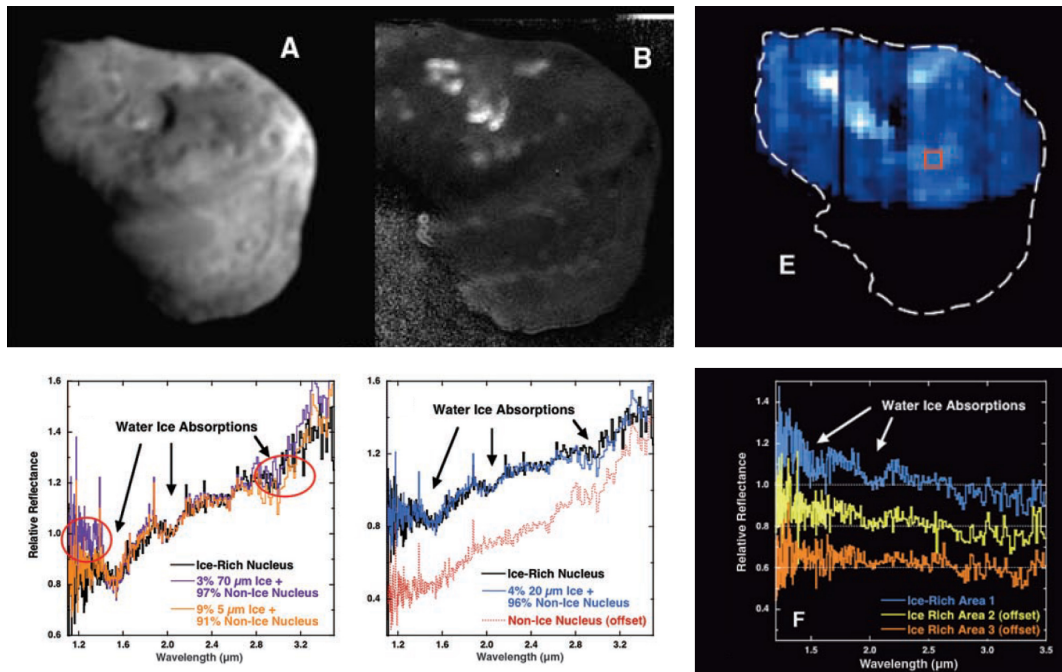 A
B
E
1.6
1.4
1.2
1.0
0.8
0.6
Relative Reflectance
Water Ice Absorptions
Ice-Rich Nucleus
3% 70 µm Ice +
97% Non-Ice Nucleus
9% 5 µm Ice +
91% Non-Ice Nucleus
1.2 1.6 2.0 2.4 2.8 3.2
Wavelength (µm)
1.6
1.2
0.8
0.4
Water Ice Absorptions
Ice-Rich Nucleus
4% 20 µm Ice +
96% Non-Ice Nucleus
Non-Ice Nucleus (offset)
1.2 1.6 2.0 2.4 2.8 3.2
Wavelength (µm)
1.4
1.2
1.0
0.8
0.6
Relative Reflectance
Water Ice Absorptions
F
Ice-Rich Area 1
Ice Rich Area 2 (offset)
Ice Rich Area 3 (offset)
1.5 2.0 2.5 3.0 3.5
Wavelength (µm)